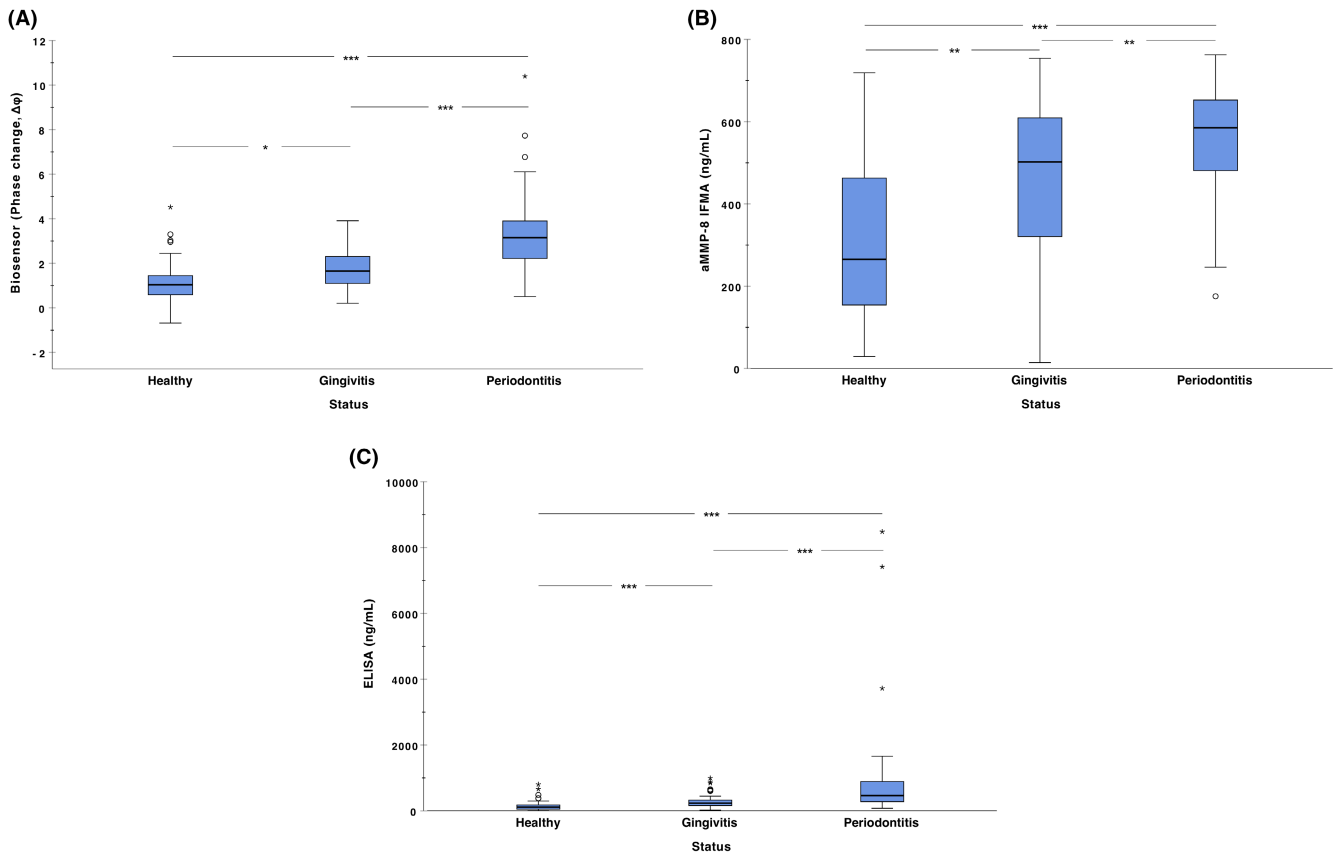 (A)
12
10
8
6
4
2
0
- 2
Biosensor (Phase change, Δφ)
***
*
***
*
*
Healthy
Gingivitis
Periodontitis
Status
(B)
800
600
400
200
0
aMMP-8 IFMA (ng/mL)
***
**
**
Healthy
Gingivitis
Periodontitis
Status
(C)
10000
8000
6000
4000
2000
0
ELISA (ng/mL)
***
***
***
Healthy
Gingivitis
Periodontitis
Status